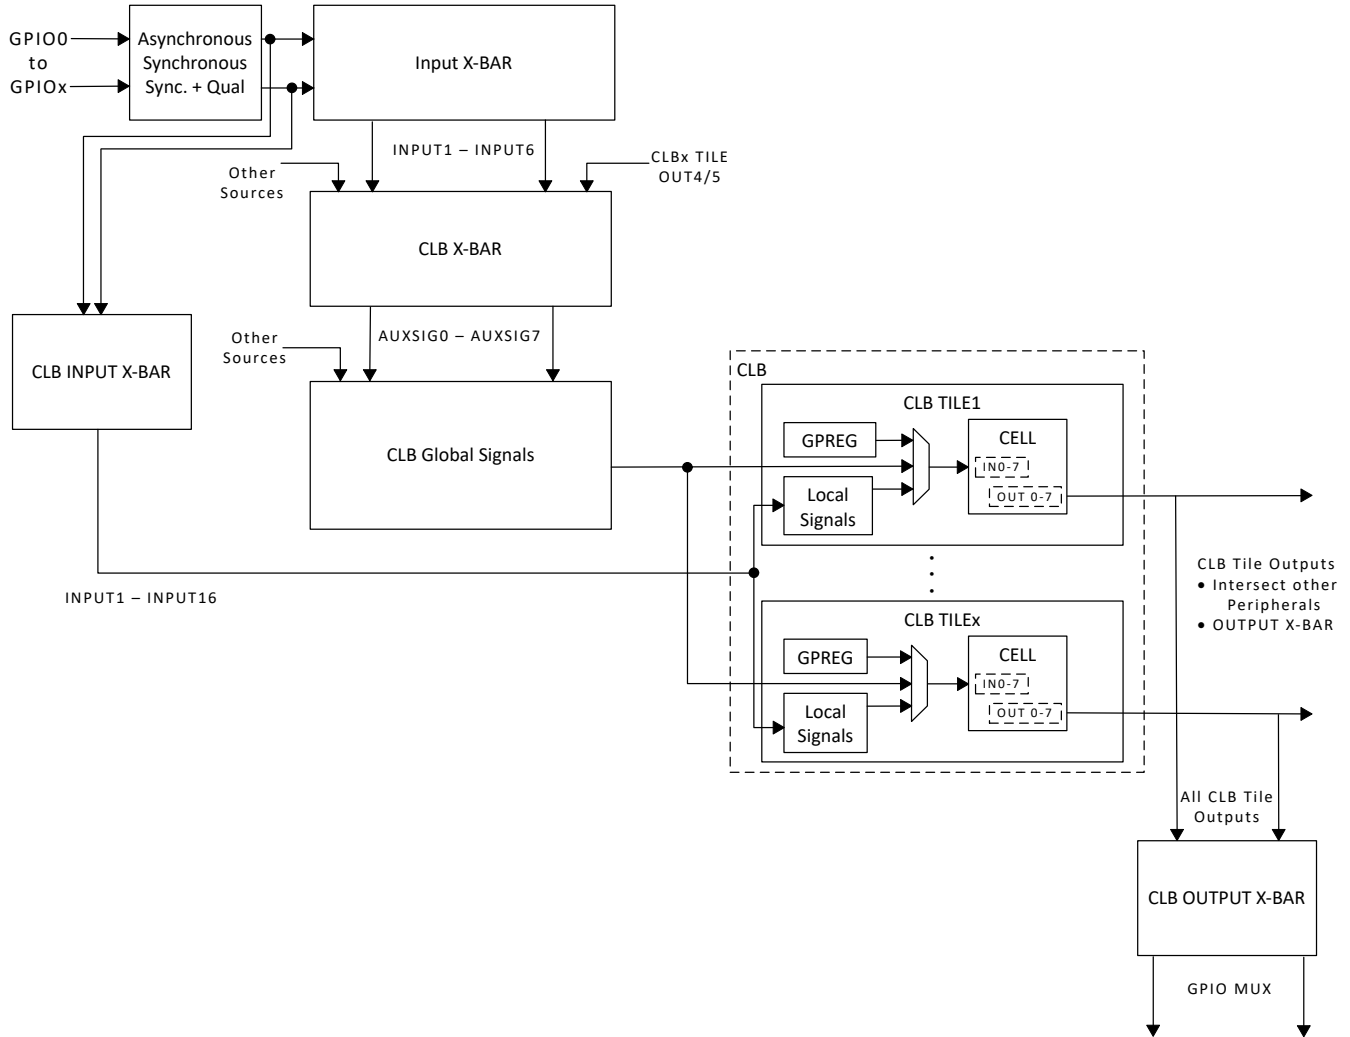 GPIO0
to
GPIOx
Asynchronous
Synchronous
Sync. + Qual
Input X-BAR
INPUT1 – INPUT6
Other
Sources
CLBx TILE
OUT4/5
CLB X-BAR
AUXSIG0 – AUXSIG7
Other
Sources
CLB INPUT X-BAR
CLB Global Signals
INPUT1 – INPUT16
CLB
CLB TILE1
GPREG
Local
Signals
CELL
IN0-7
OUT 0-7
CLB TILEx
GPREG
Local
Signals
CELL
IN0-7
OUT 0-7
CLB Tile Outputs
• Intersect other
Peripherals
• OUTPUT X-BAR
All CLB Tile
Outputs
CLB OUTPUT X-BAR
GPIO MUX